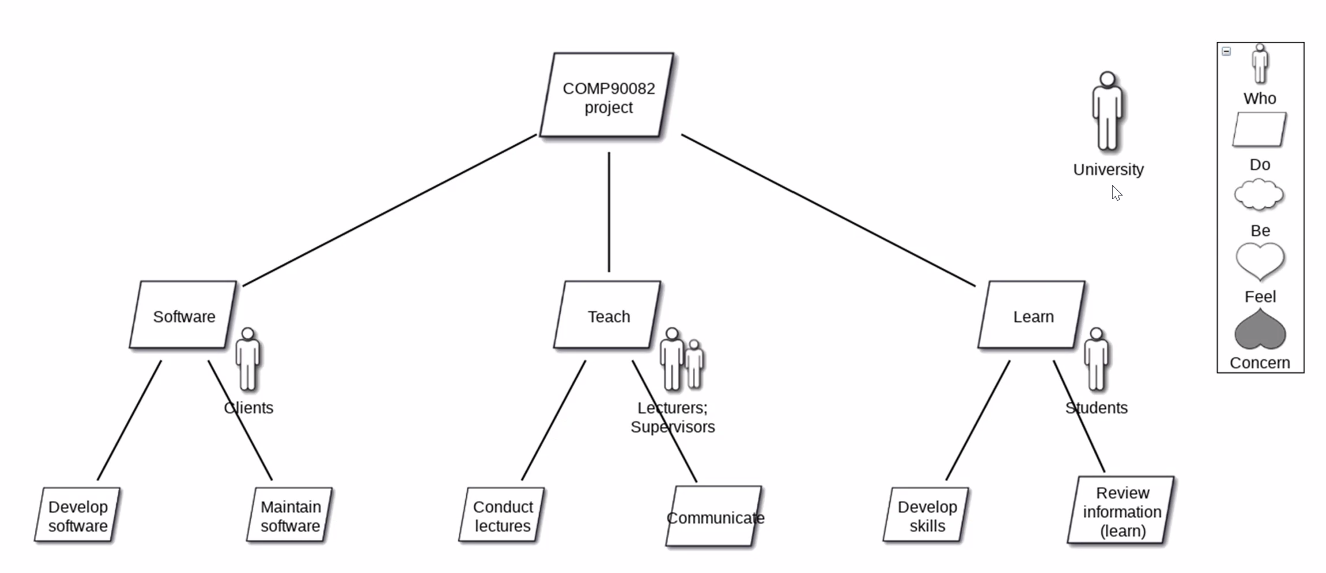 COMP90082
project
University
Who
Do
Be
Feel
Concern
Software
Clients
Teach
Lecturers;
Supervisors
Learn
Students
Develop
software
Maintain
software
Conduct
lectures
Communicate
Develop
skills
Review
information
(learn)